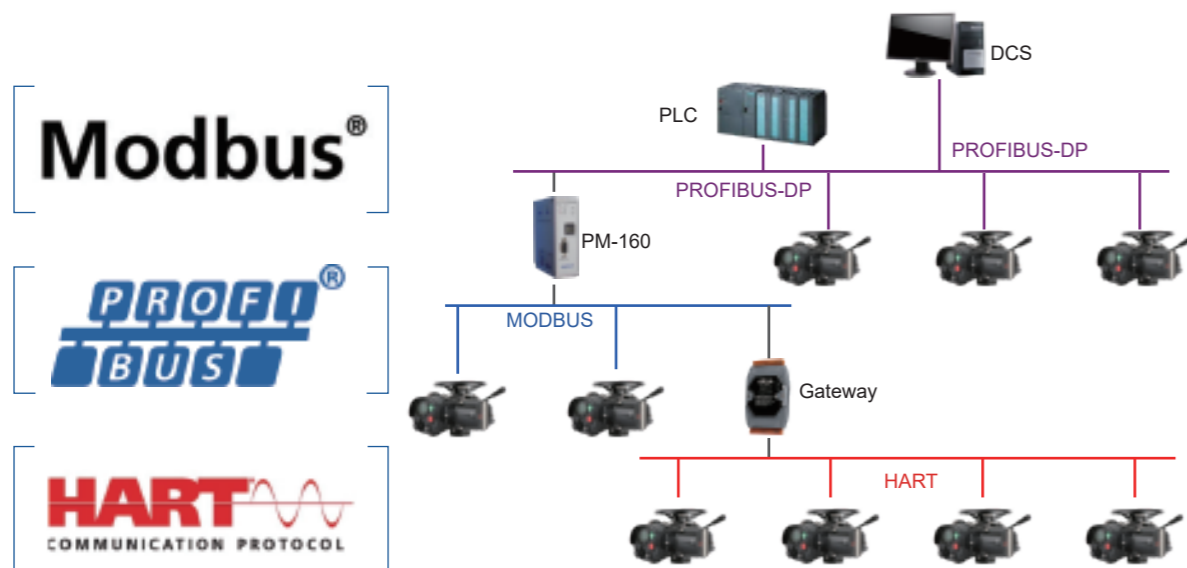 Modbus®
PROFI®
BUS
HART
COMMUNICATION PROTOCOL
DCS
PLC
PROFIBUS-DP
PROFIBUS-DP
PM-160
MODBUS
Gateway
HART